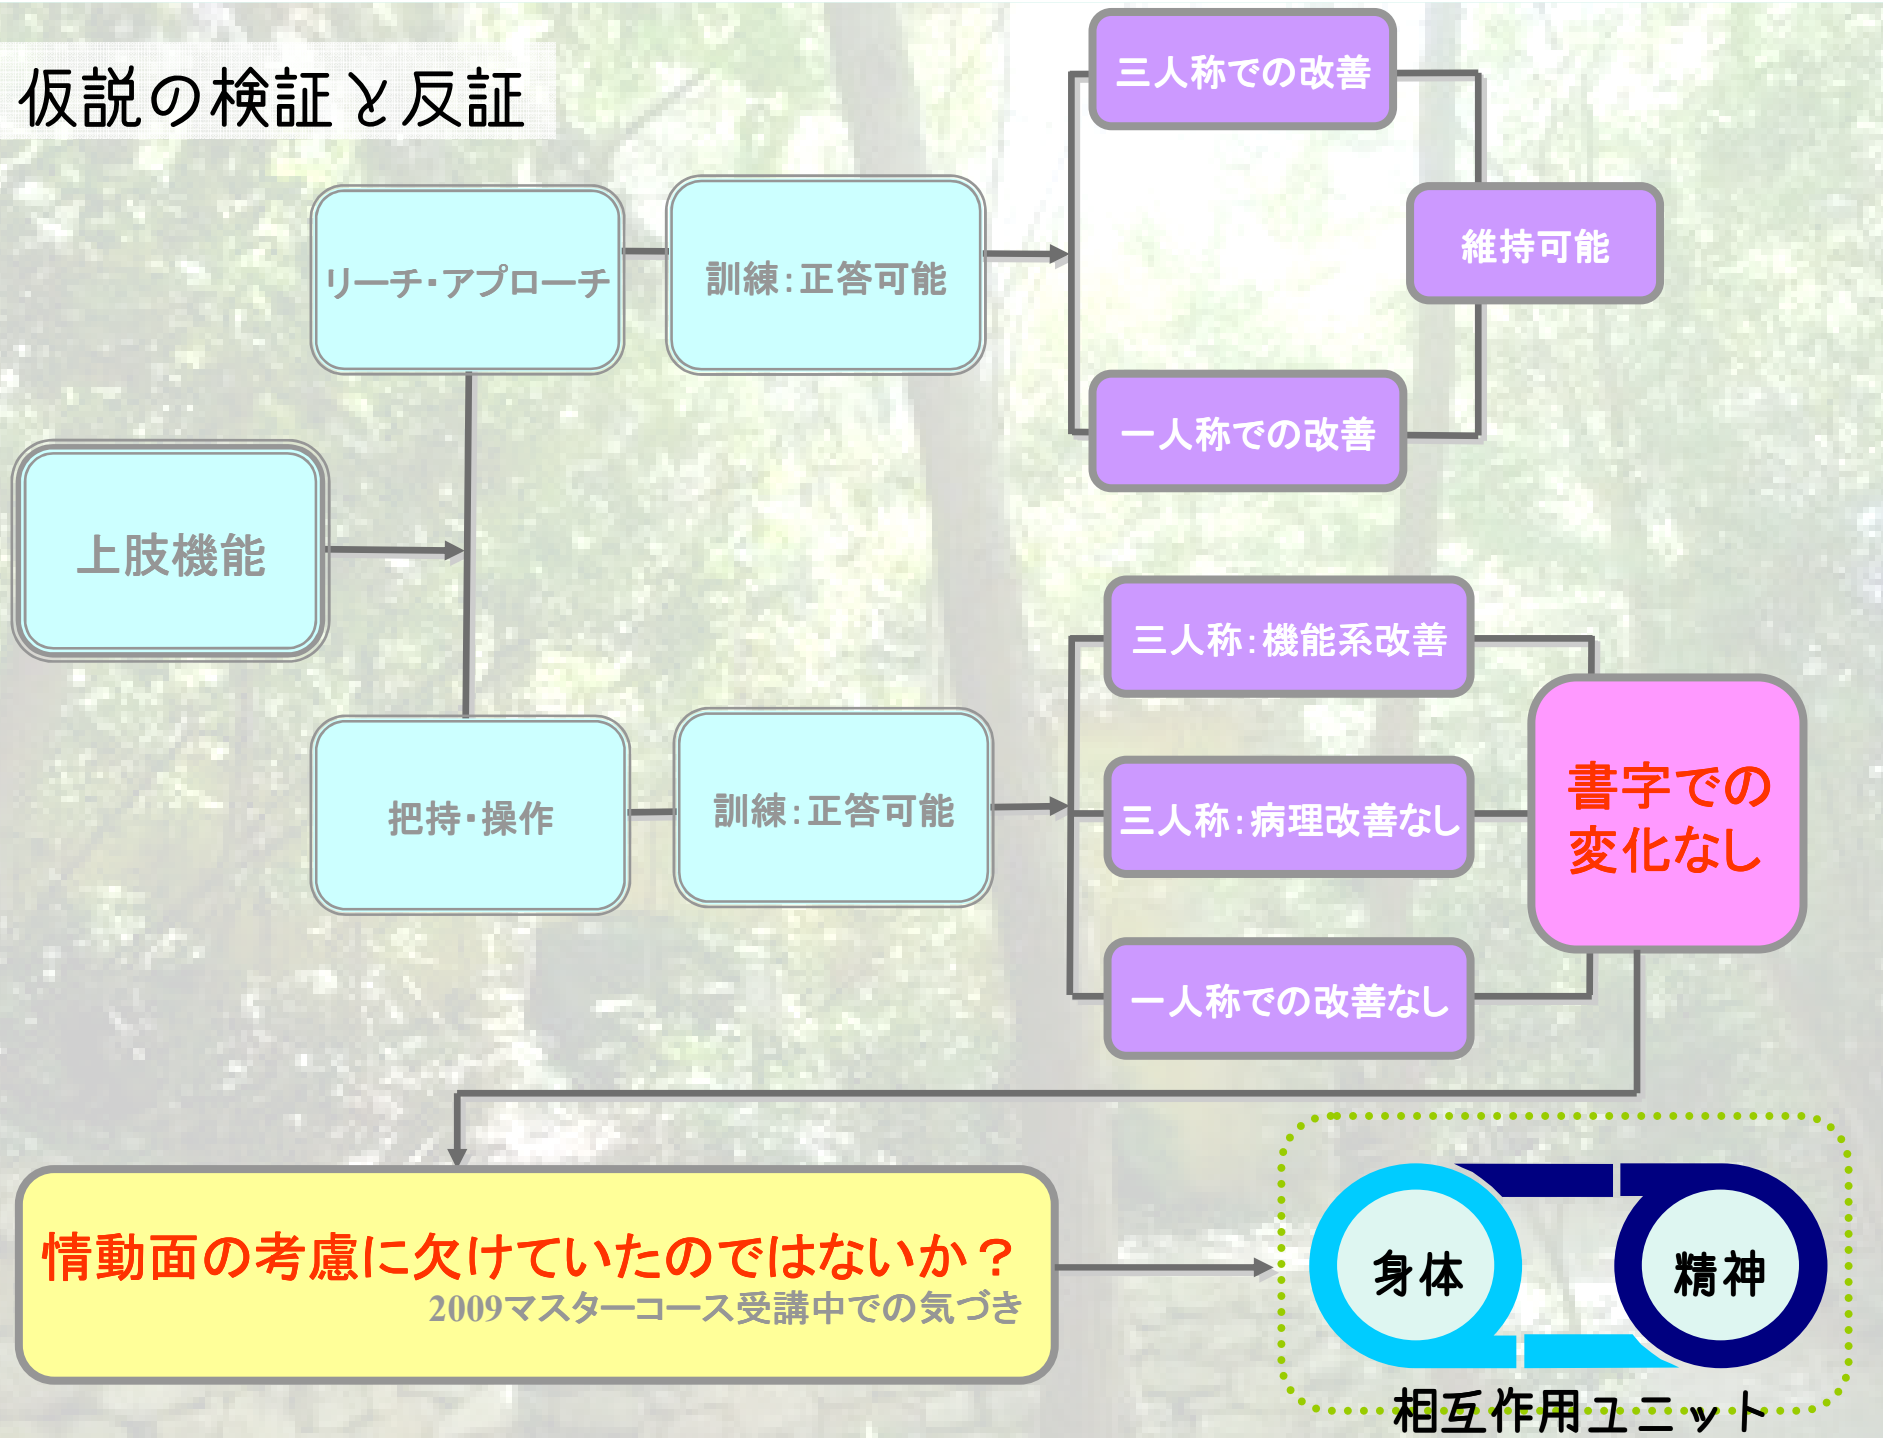 仮説の検証と反証
三人称での改善
リーチ・アプローチ
訓練：正答可能
維持可能
一人称での改善
上肢機能
三人称：機能系改善
把持・操作
訓練：正答可能
三人称：病理改善なし
書字での
変化なし
一人称での改善なし
情動面の考慮に欠けていたのではないか？
2009マスターコース受講中での気づき
身体
精神
相互作用ユニット